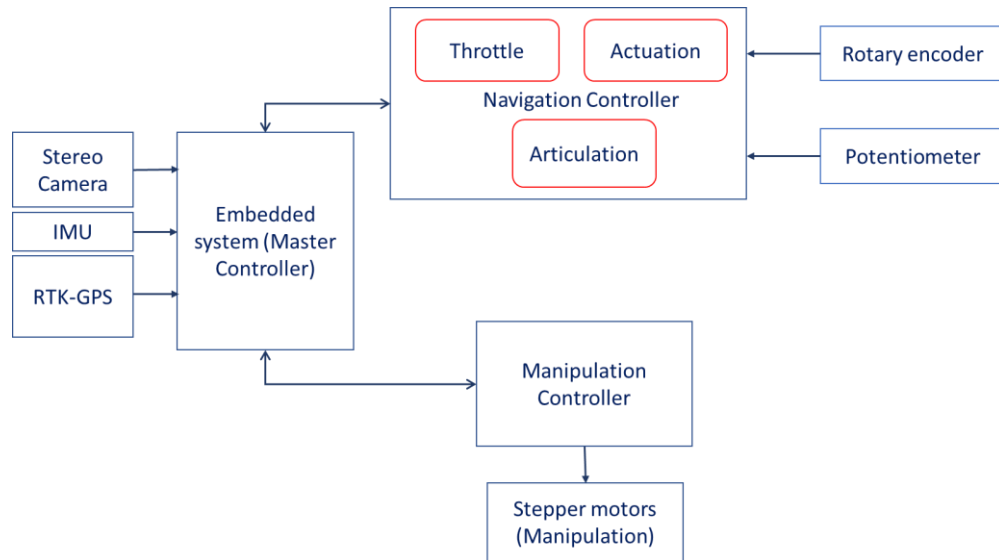 Throttle
Actuation
Navigation Controller
Articulation
Rotary encoder
Potentiometer
Stereo
Camera
IMU
RTK-GPS
Embedded
system (Master
Controller)
Manipulation
Controller
Stepper motors
(Manipulation)